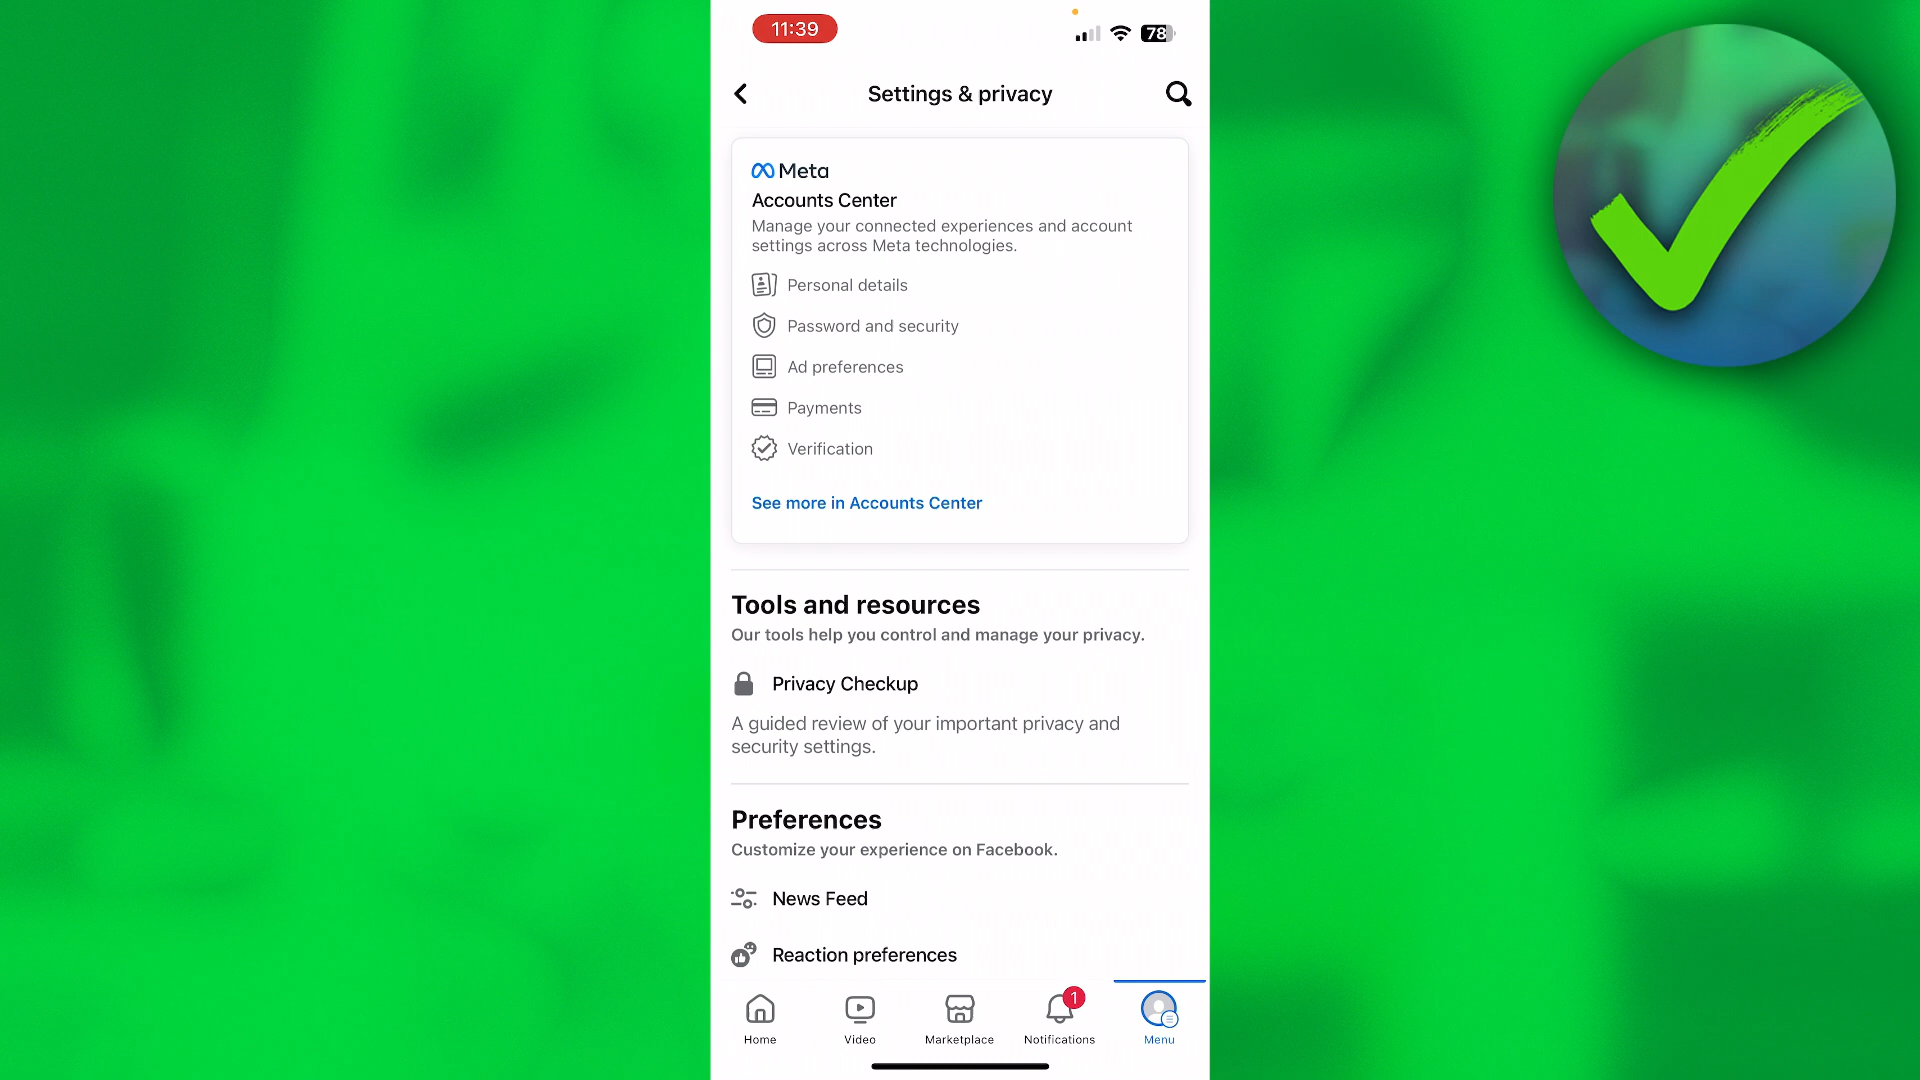 11:39
78
Settings & privacy
Meta
Accounts Center
Manage your connected experiences and account
settings across Meta technologies.
Personal details
Password and security
Ad preferences
Payments
Verification
See more in Accounts Center
Tools and resources
Our tools help you control and manage your privacy.
Privacy Checkup
A guided review of your important privacy and
security settings.
Preferences
Customize your experience on Facebook.
News Feed
Reaction preferences
1
Home
Video
Marketplace
Notifications
Menu